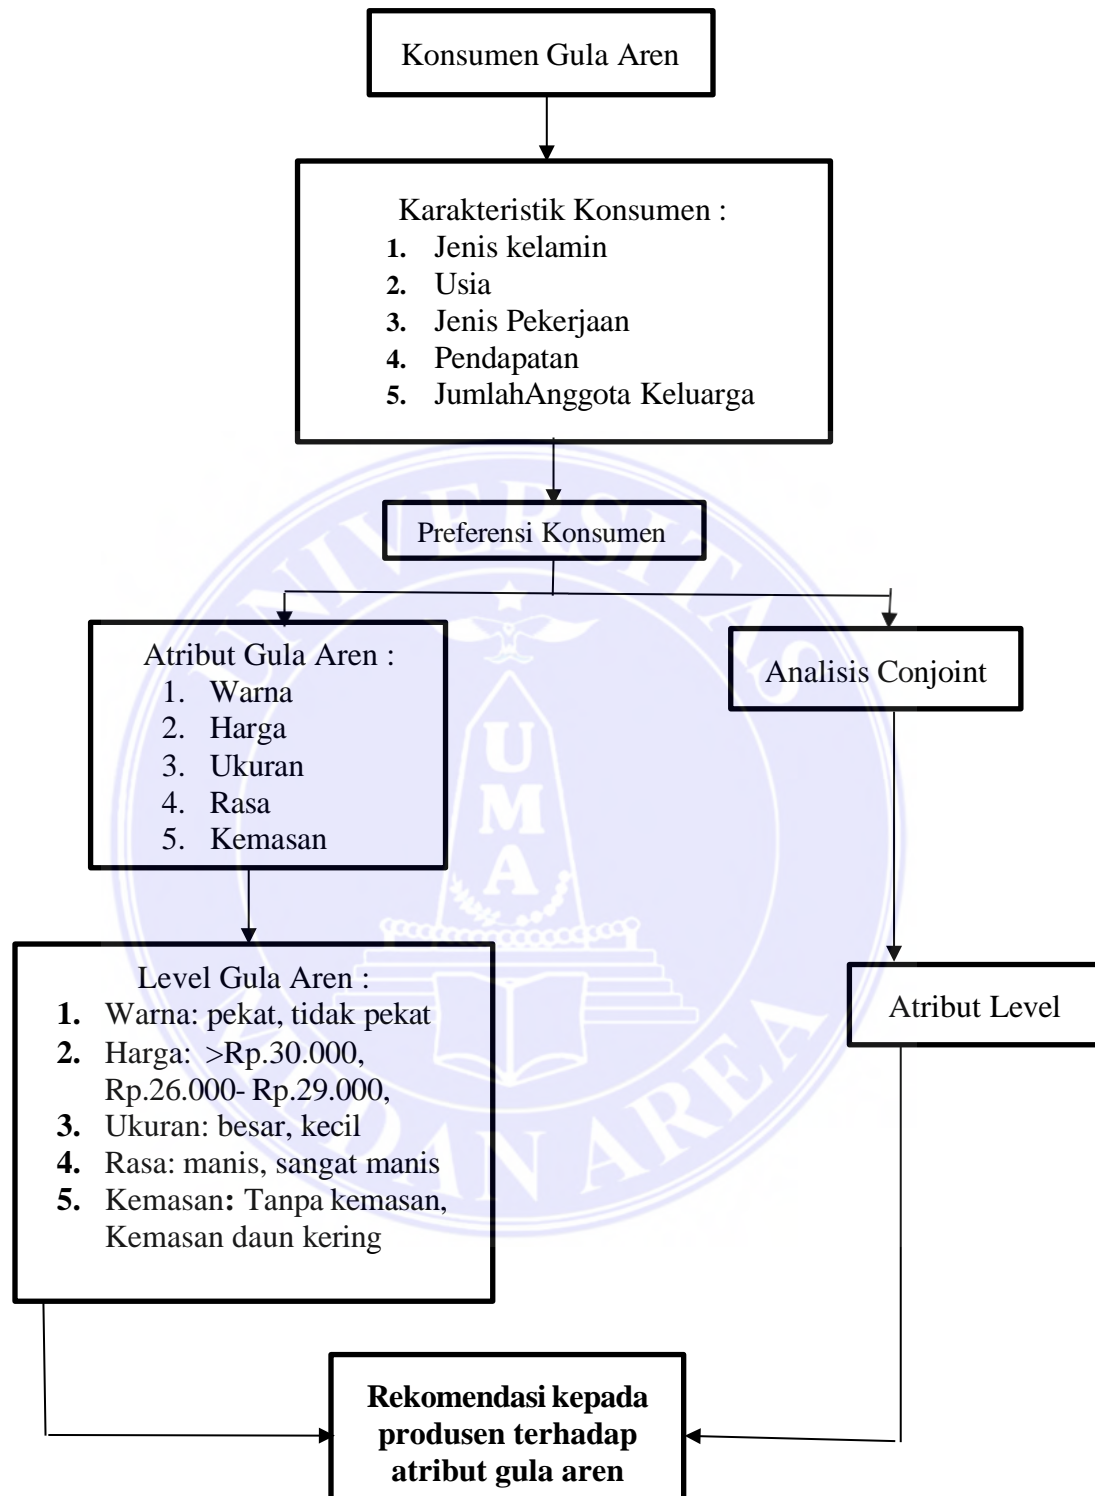 Konsumen Gula Aren
Karakteristik Konsumen :
1. Jenis kelamin
2. Usia
3. Jenis Pekerjaan
4. Pendapatan
5. JumlahAnggota Keluarga
Preferensi Konsumen
Atribut Gula Aren :
1. Warna
2. Harga
3. Ukuran
4. Rasa
5. Kemasan
Analisis Conjoint
Level Gula Aren :
1. Warna: pekat, tidak pekat
2. Harga: >Rp.30.000,
Rp.26.000- Rp.29.000,
3. Ukuran: besar, kecil
4. Rasa: manis, sangat manis
5. Kemasan: Tanpa kemasan,
Kemasan daun kering
Atribut Level
Rekomendasi kepada
produsen terhadap
atribut gula aren
UNIVERSITAS
MEDAN AREA
U
M
A